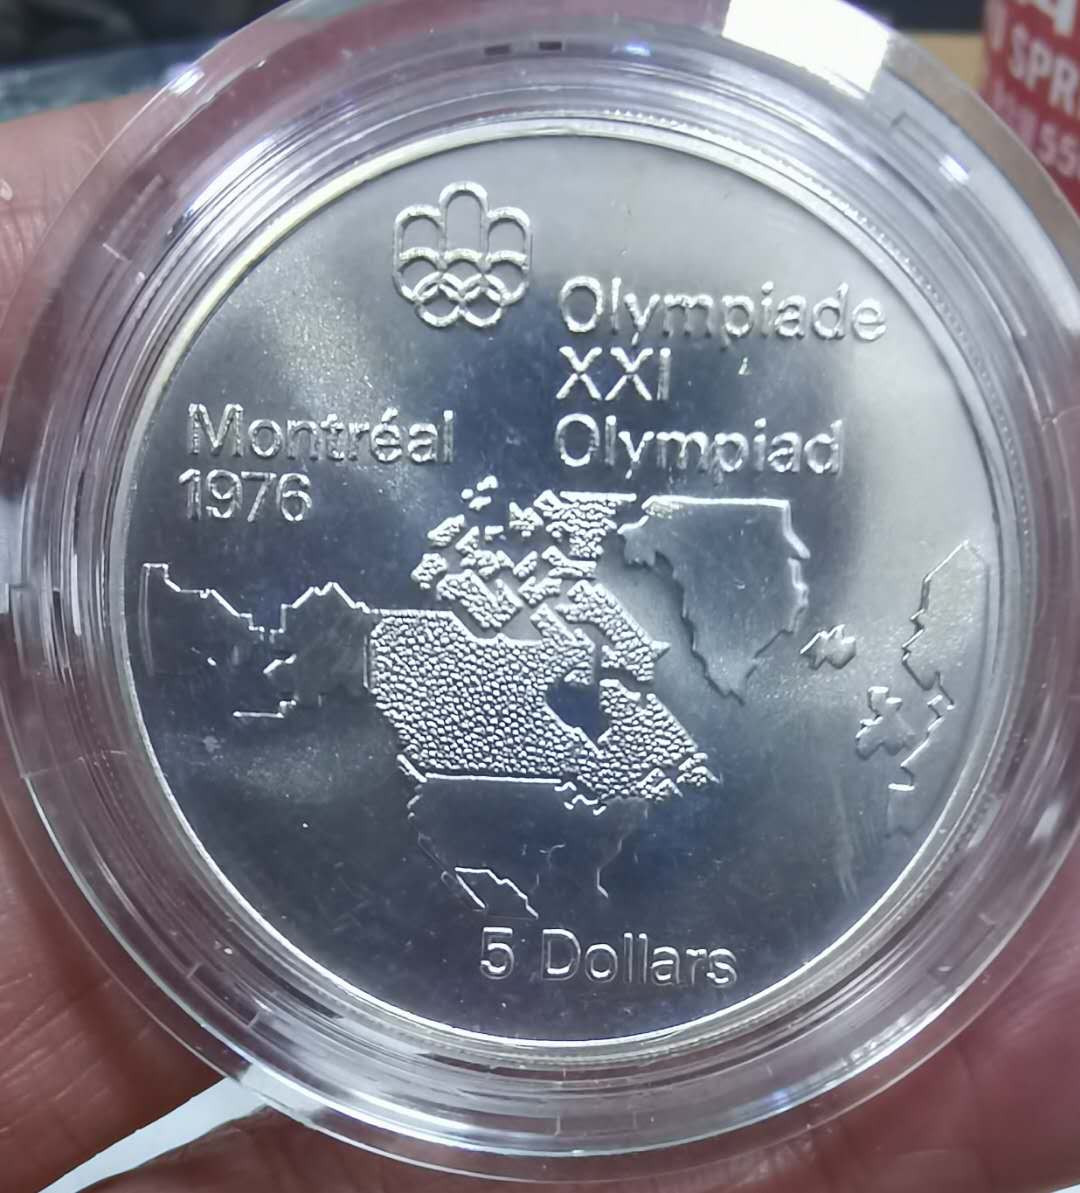 Olympiade
XXI
Olympiad
Montréal
1976
5 Dollars